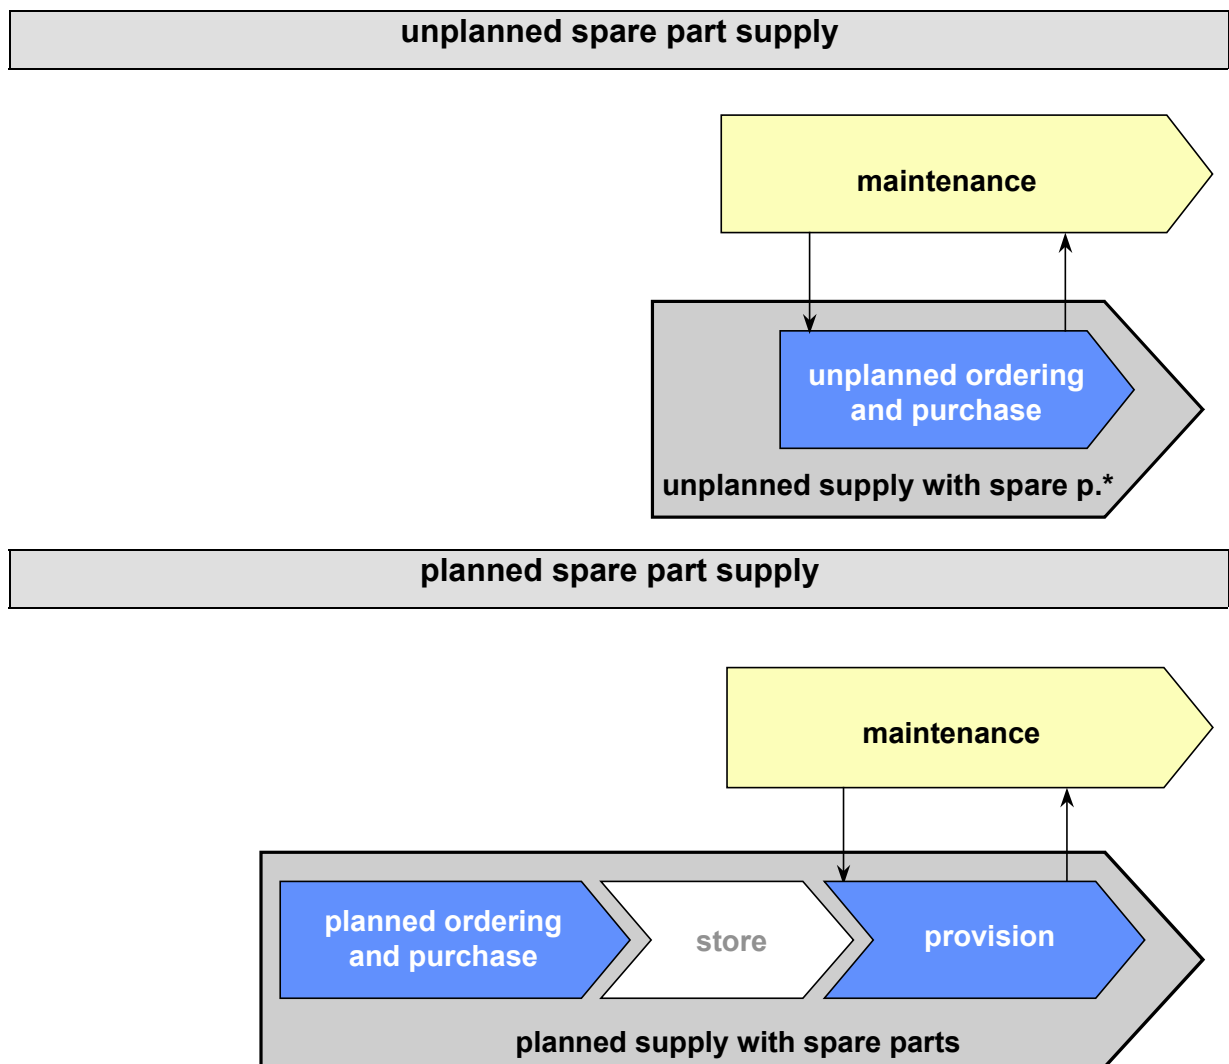 unplanned spare part supply
maintenance
unplanned ordering
and purchase
unplanned supply with spare p.*
planned spare part supply
maintenance
planned ordering
and purchase
store
provision
planned supply with spare parts